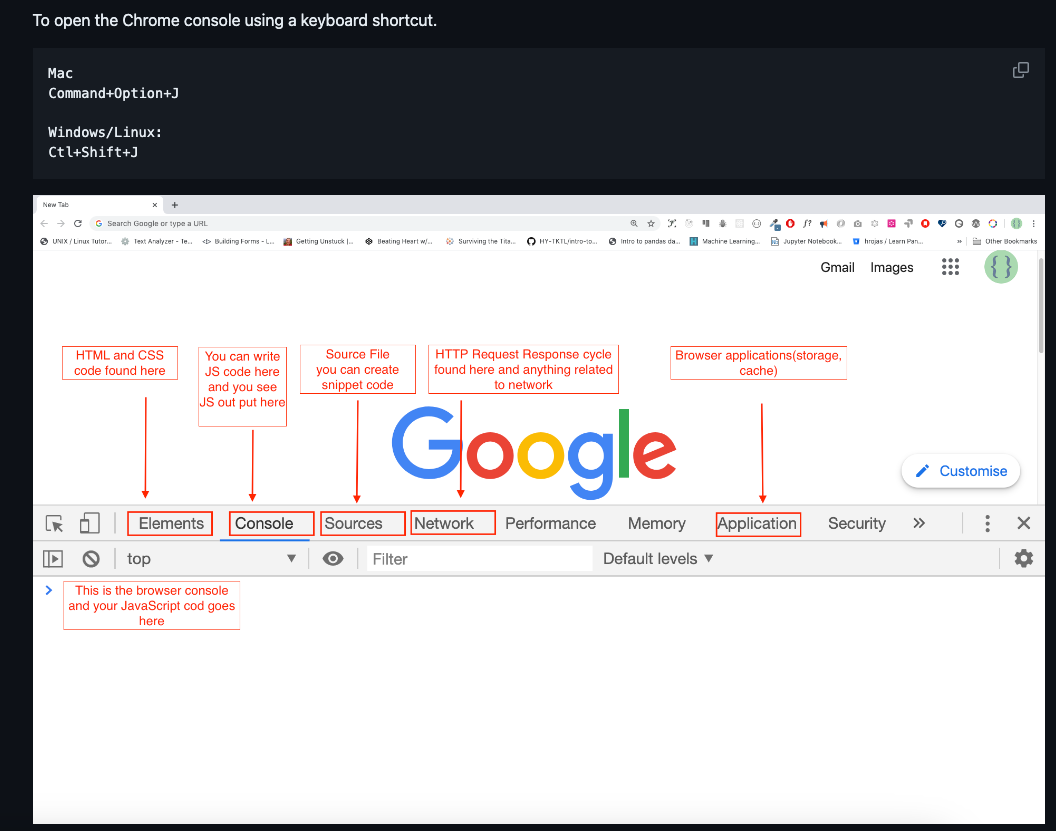 To open the Chrome console using a keyboard shortcut.
Mac
Command+Option+J
Windows/Linux:
Ctl+Shift+J
New Tab
Search Google or type a URL
UNIX / Linux Tutor... Text Analyzer - Te... Building Forms - L... Getting Unstuck |... Beating Heart w/... Surviving the Tita... HY-TKTL/intro-to... Intro to pandas da... Machine Learning... Jupyter Notebook... hrojas / Learn Pan... » Other Bookmarks
Gmail Images
{ }
HTML and CSS
code found here
You can write
JS code here
and you see
JS out put here
Source File
you can create
snippet code
HTTP Request Response cycle
found here and anything related
to network
Browser applications(storage,
cache)
Google
Customise
Elements Console Sources Network Performance Memory Application Security »
top Filter Default levels
This is the browser console
and your JavaScript cod goes
here